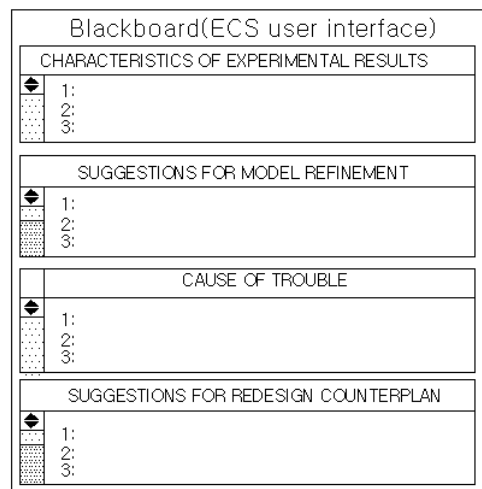 Blackboard(ECS user interface)
CHARACTERISTICS OF EXPERIMENTAL RESULTS
1:
2:
3:
SUGGESTIONS FOR MODEL REFINEMENT
1:
2:
3:
CAUSE OF TROUBLE
1:
2:
3:
SUGGESTIONS FOR REDESIGN COUNTERPLAN
1:
2:
3: